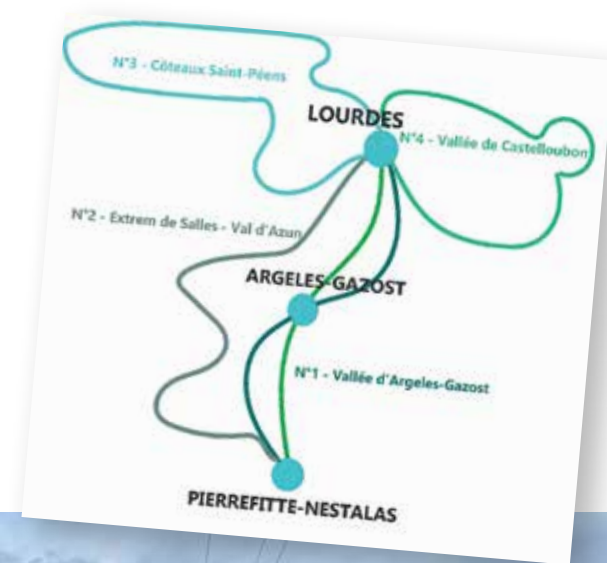 N°3 - Côteaux Saint-Péens
LOURDES
N°4 - Vallée de Castelloubon
N°2 - Extrem de Salles - Val d'Azun
ARGELES-GAZOST
N°1 - Vallée d'Argeles-Gazost
PIERREFITTE-NESTALAS